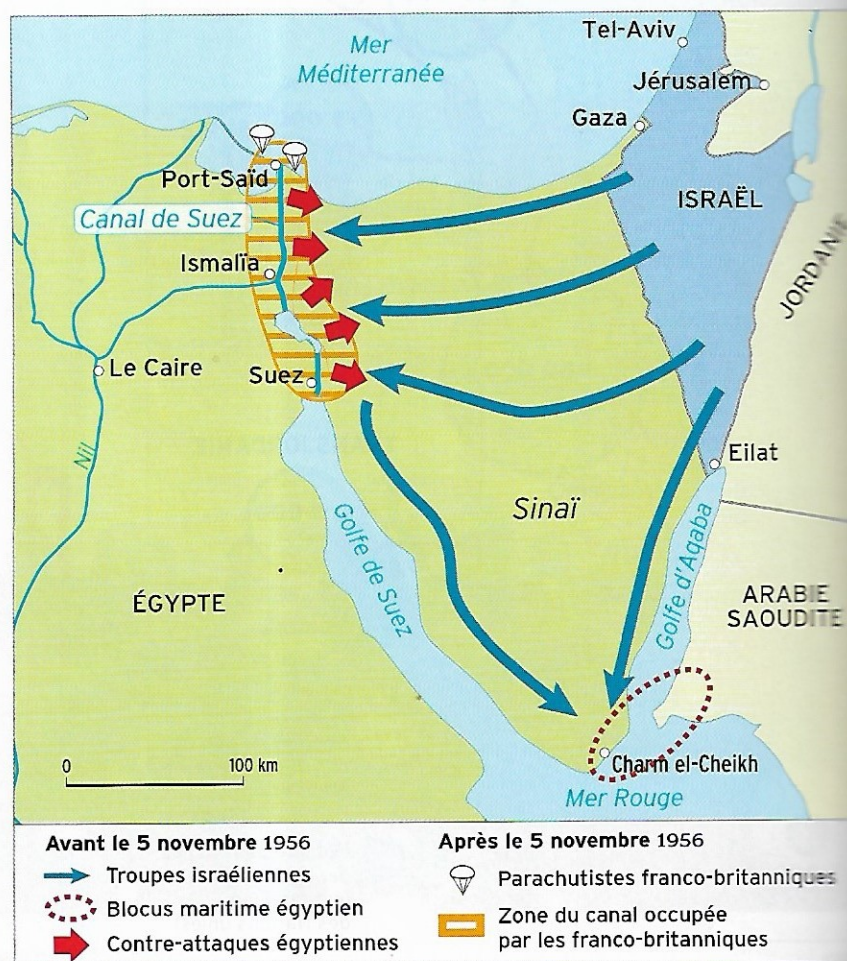 Mer
Méditerranée
Tel-Aviv
Jérusalem
Gaza
Port-Saïd
ISRAËL
Canal de Suez
JORDANIE
Ismalïa
Le Caire
Suez
Nil
Eilat
Sinaï
Golfe de Suez
Golfe d'Aqaba
ÉGYPTE
ARABIE
SAOUDITE
0 100 km
Charm el-Cheikh
Mer Rouge
Avant le 5 novembre 1956
Troupes israéliennes
Blocus maritime égyptien
Contre-attaques égyptiennes
Après le 5 novembre 1956
Parachutistes franco-britanniques
Zone du canal occupée
par les franco-britanniques